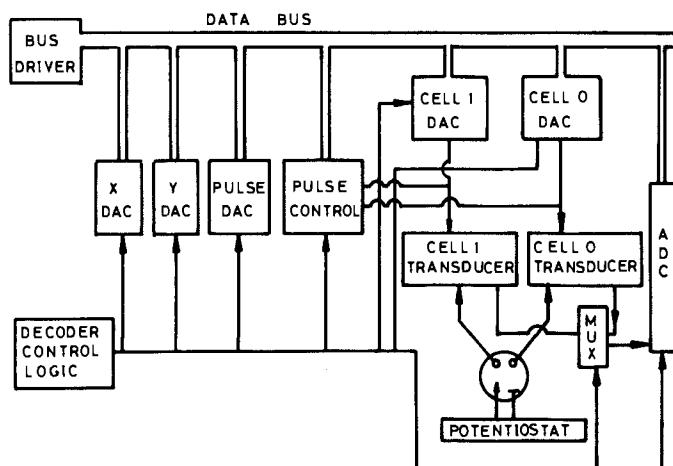 DATA BUS
BUS
DRIVER
CELL 1
DAC
CELL 0
DAC
X
DAC
Y
DAC
PULSE
DAC
PULSE
CONTROL
CELL 1
TRANSDUCER
CELL 0
TRANSDUCER
ADC
MUX
DECODER
CONTROL
LOGIC
POTENTIOSTAT